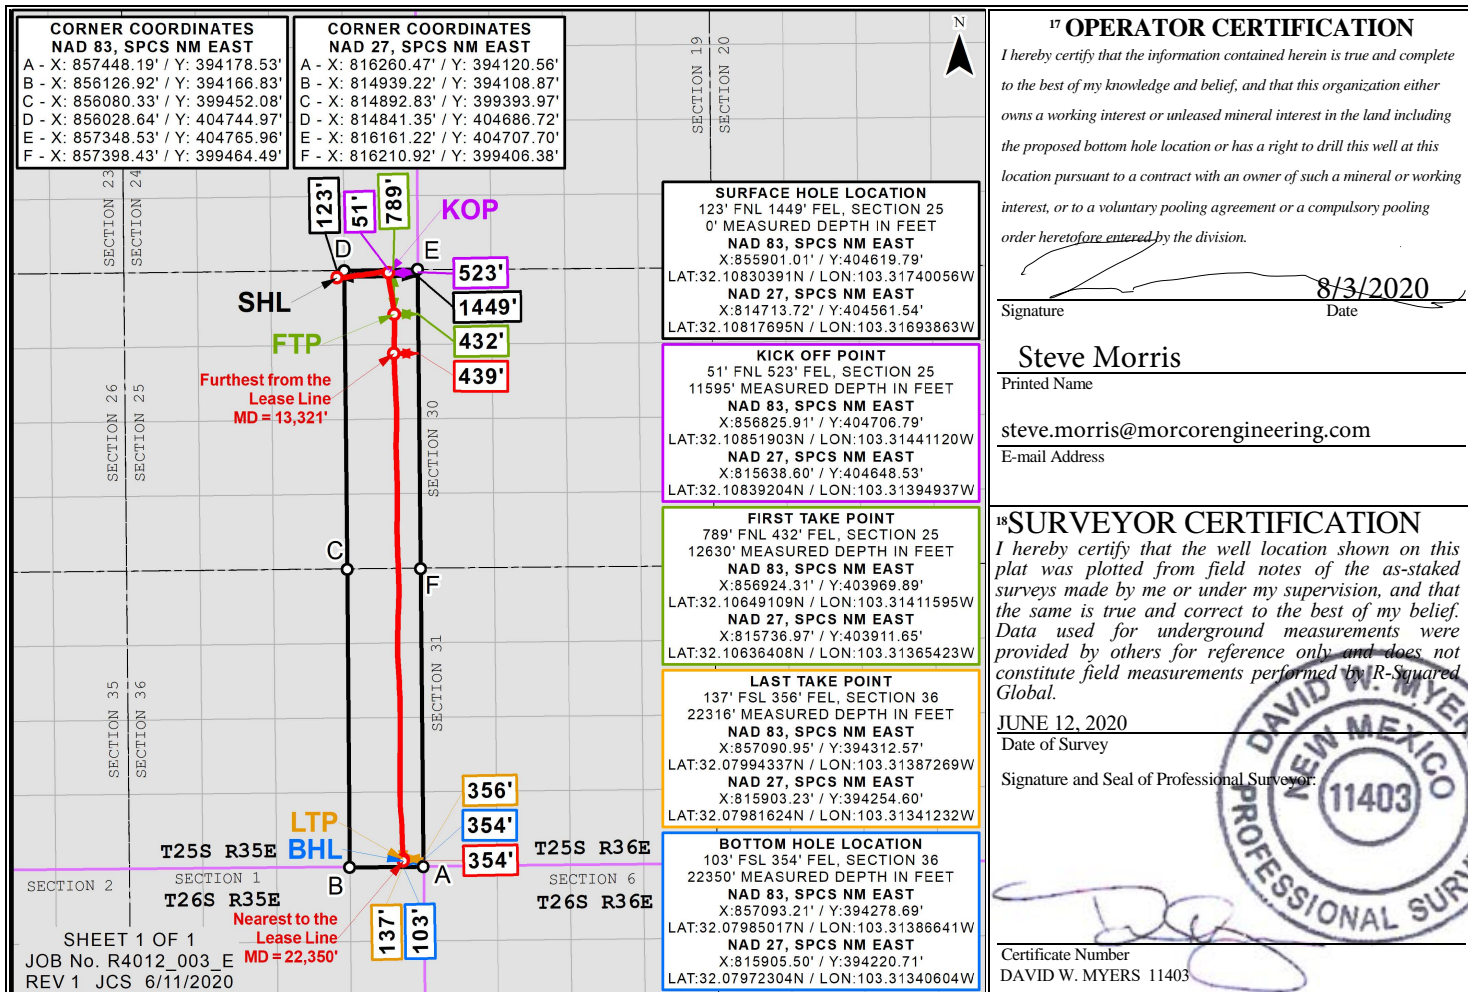 CORNER COORDINATES
NAD 83, SPCS NM EAST
A - X: 857448.19' / Y: 394178.53'
B - X: 856126.92' / Y: 394166.83'
C - X: 856080.33' / Y: 399452.08'
D - X: 856028.64' / Y: 404744.97'
E - X: 857348.53' / Y: 404765.96'
F - X: 857398.43' / Y: 399464.49'
CORNER COORDINATES
NAD 27, SPCS NM EAST
A - X: 816260.47' / Y: 394120.56'
B - X: 814939.22' / Y: 394108.87'
C - X: 814892.83' / Y: 399393.97'
D - X: 814841.35' / Y: 404686.72'
E - X: 816161.22' / Y: 404707.70'
F - X: 816210.92' / Y: 399406.38'
SECTION 19
SECTION 20
N
SECTION 23
SECTION 24
123'
51'
789'
KOP
D
E
523'
SHL
1449'
FTP
432'
439'
Furthest from the
Lease Line
MD = 13,321'
SECTION 26
SECTION 25
SECTION 30
C
F
SECTION 31
SECTION 35
SECTION 36
356'
LTP
354'
BHL
354'
T25S R35E
T25S R36E
SECTION 2
SECTION 1
B
A
SECTION 6
T26S R35E
T26S R36E
Nearest to the
Lease Line
MD = 22,350'
137'
103'
SHEET 1 OF 1
JOB No. R4012_003_E
REV 1 JCS 6/11/2020
SURFACE HOLE LOCATION
123' FNL 1449' FEL, SECTION 25
0' MEASURED DEPTH IN FEET
NAD 83, SPCS NM EAST
X:855901.01' / Y:404619.79'
LAT:32.10830391N / LON:103.31740056W
NAD 27, SPCS NM EAST
X:814713.72' / Y:404561.54'
LAT:32.10817695N / LON:103.31693863W
KICK OFF POINT
51' FNL 523' FEL, SECTION 25
11595' MEASURED DEPTH IN FEET
NAD 83, SPCS NM EAST
X:856825.91' / Y:404706.79'
LAT:32.10851903N / LON:103.31441120W
NAD 27, SPCS NM EAST
X:815638.60' / Y:404648.53'
LAT:32.10839204N / LON:103.31394937W
FIRST TAKE POINT
789' FNL 432' FEL, SECTION 25
12630' MEASURED DEPTH IN FEET
NAD 83, SPCS NM EAST
X:856924.31' / Y:403969.89'
LAT:32.10649109N / LON:103.31411595W
NAD 27, SPCS NM EAST
X:815736.97' / Y:403911.65'
LAT:32.10636408N / LON:103.31365423W
LAST TAKE POINT
137' FSL 356' FEL, SECTION 36
22316' MEASURED DEPTH IN FEET
NAD 83, SPCS NM EAST
X:857090.95' / Y:394312.57'
LAT:32.07994337N / LON:103.31387269W
NAD 27, SPCS NM EAST
X:815903.23' / Y:394254.60'
LAT:32.07981624N / LON:103.31341232W
BOTTOM HOLE LOCATION
103' FSL 354' FEL, SECTION 36
22350' MEASURED DEPTH IN FEET
NAD 83, SPCS NM EAST
X:857093.21' / Y:394278.69'
LAT:32.07985017N / LON:103.31386641W
NAD 27, SPCS NM EAST
X:815905.50' / Y:394220.71'
LAT:32.07972304N / LON:103.31340604W
17 OPERATOR CERTIFICATION
I hereby certify that the information contained herein is true and complete
to the best of my knowledge and belief, and that this organization either
owns a working interest or unleased mineral interest in the land including
the proposed bottom hole location or has a right to drill this well at this
location pursuant to a contract with an owner of such a mineral or working
interest, or to a voluntary pooling agreement or a compulsory pooling
order heretofore entered by the division.
8/3/2020
Signature Date
Steve Morris
Printed Name
steve.morris@morcorengineering.com
E-mail Address
18 SURVEYOR CERTIFICATION
I hereby certify that the well location shown on this
plat was plotted from field notes of the as-staked
surveys made by me or under my supervision, and that
the same is true and correct to the best of my belief.
Data used for underground measurements were
provided by others for reference only and does not
constitute field measurements performed by R-Squared
Global.
JUNE 12, 2020
Date of Survey
Signature and Seal of Professional Surveyor:
DAVID W. MYERS
NEW MEXICO
11403
PROFESSIONAL SURV
Certificate Number
DAVID W. MYERS 11403